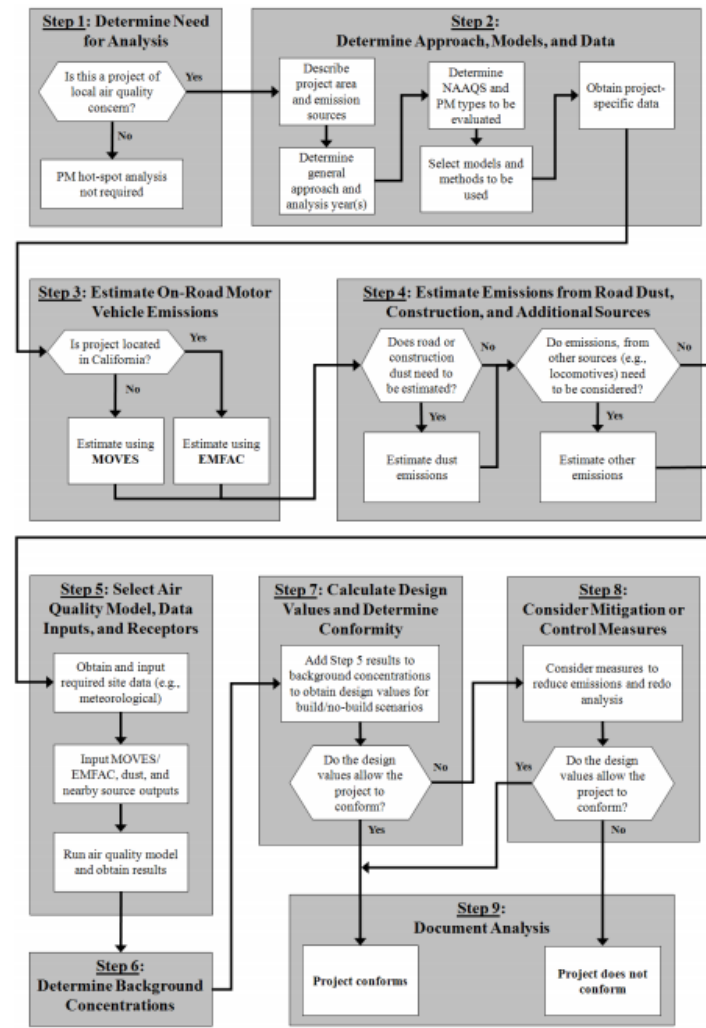 Step 1: Determine Need
for Analysis
Is this a project of
local air quality
concern?
Yes
No
PM hot-spot analysis
not required
Step 2:
Determine Approach, Models, and Data
Describe
project area
and emission
sources
Determine
general
approach and
analysis year(s)
Determine
NAAQS and
PM types to be
evaluated
Select models and
methods to be
used
Obtain project-
specific data
Step 3: Estimate On-Road Motor
Vehicle Emissions
Is project located
in California?
Yes
No
Estimate using
MOVES
Estimate using
EMFAC
Step 4: Estimate Emissions from Road Dust,
Construction, and Additional Sources
Does road or
construction
dust need to
be estimated?
No
Yes
Estimate dust
emissions
Do emissions, from
other sources (e.g.,
locomotives) need
to be considered?
No
Yes
Estimate other
emissions
Step 5: Select Air
Quality Model, Data
Inputs, and Receptors
Obtain and input
required site data (e.g.,
meteorological)
Input MOVES/
EMFAC, dust, and
nearby source outputs
Run air quality model
and obtain results
Step 6:
Determine Background
Concentrations
Step 7: Calculate Design
Values and Determine
Conformity
Add Step 5 results to
background concentrations
to obtain design values for
build/no-build scenarios
Do the design
values allow the
project to
conform?
No
Yes
Step 8:
Consider Mitigation or
Control Measures
Consider measures to
reduce emissions and redo
analysis
Do the design
values allow the
project to
conform?
Yes
No
Step 9:
Document Analysis
Project conforms
Project does not
conform